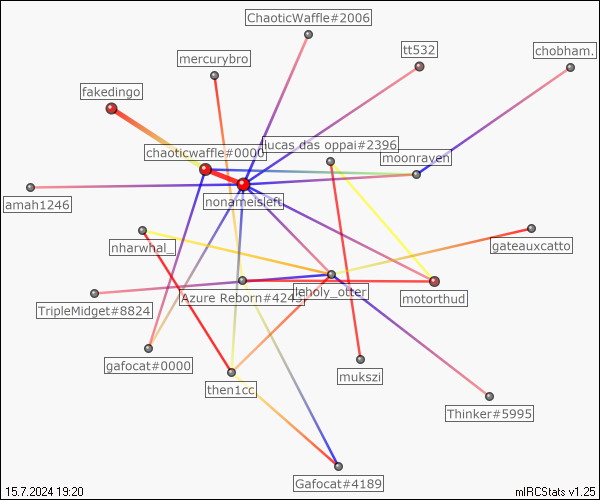 ChaoticWaffle#2006
tt532
chobham.
mercurybro
fakedingo
lucas das oppai#2396
chaoticwaffle#0000
moonraven
amah1246
nonameisleft
nharwhal_
gateauxcatto
TripleMidget#8824
Azure Reborn#4243
leholy_otter
motorthud
gafocat#0000
then1cc
mukszi
Thinker#5995
Gafocat#4189
15.7.2024 19:20
mIRCStats v1.25